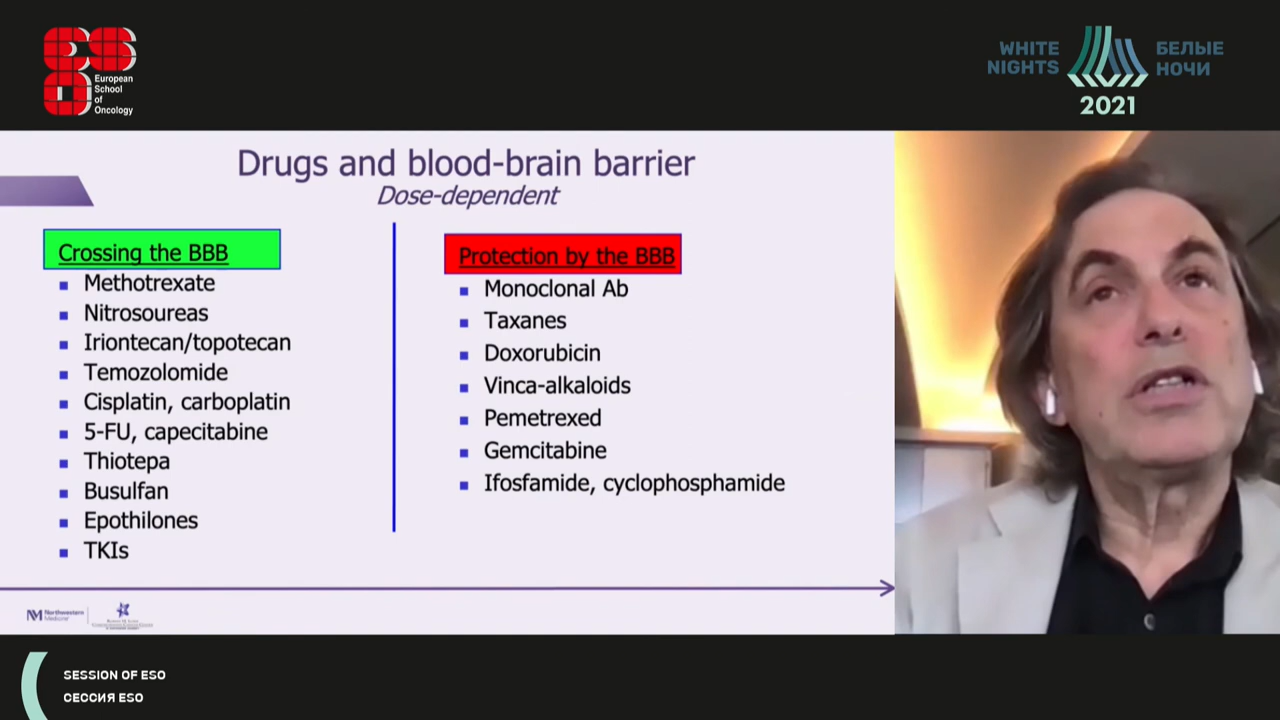 European
School
of
Oncology
WHITE
NIGHTS
БЕЛЫЕ
НОЧИ
2021
Drugs and blood-brain barrier
Dose-dependent
Crossing the BBB
Methotrexate
Nitrosoureas
Iriontecan/topotecan
Temozolomide
Cisplatin, carboplatin
5-FU, capecitabine
Thiotepa
Busulfan
Epothilones
TKIs
Protection by the BBB
Monoclonal Ab
Taxanes
Doxorubicin
Vinca-alkaloids
Pemetrexed
Gemcitabine
Ifosfamide, cyclophosphamide
NM Northwestern
Medicine
SESSION OF ESO
СЕССИЯ ESO